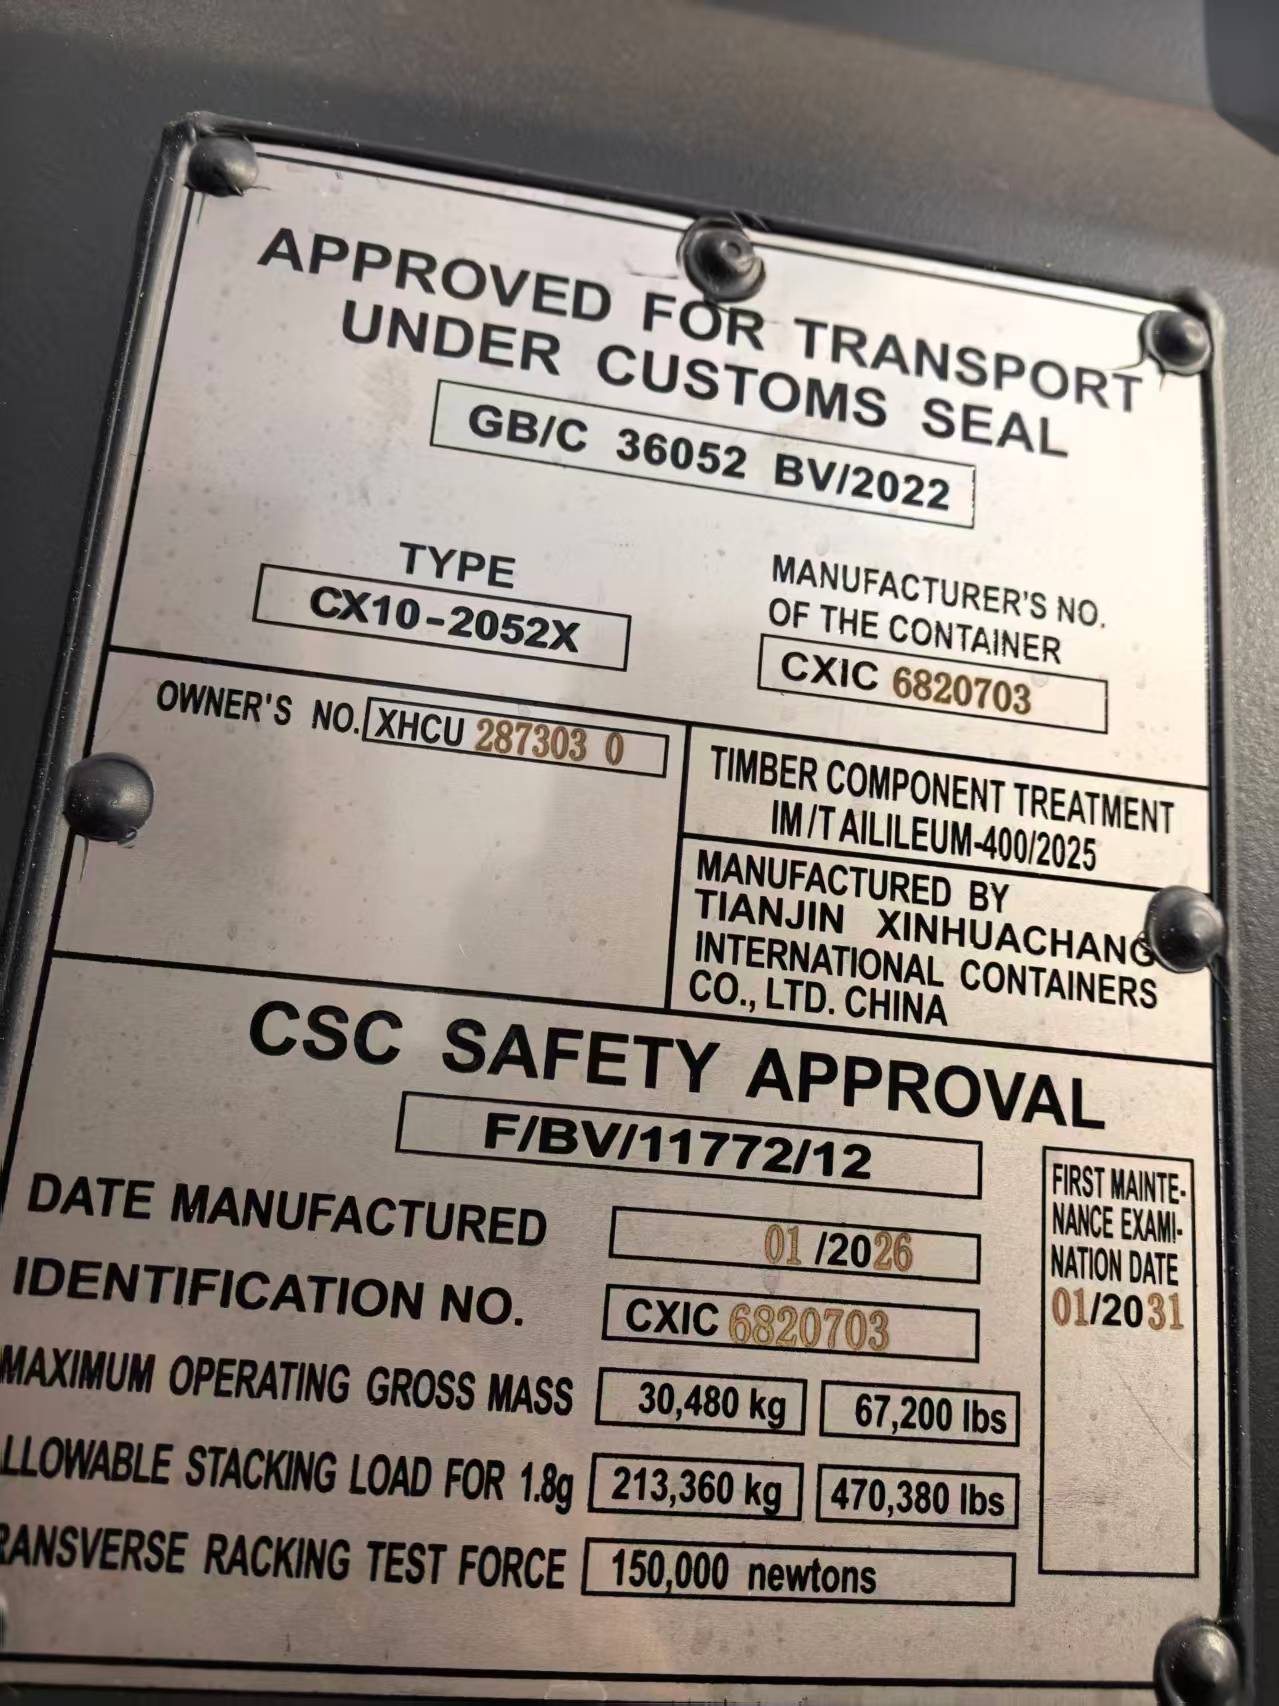 APPROVED FOR TRANSPORT
UNDER CUSTOMS SEAL
GB/C 36052 BV/2022
TYPE
CX10-2052X
MANUFACTURER'S NO.
OF THE CONTAINER
CXIC 6820703
OWNER'S NO. XHCU 287303 0
TIMBER COMPONENT TREATMENT
IM/TAILILEUM-400/2025
MANUFACTURED BY
TIANJIN XINHUACHANG
INTERNATIONAL CONTAINERS
CO., LTD. CHINA
CSC SAFETY APPROVAL
F/BV/11772/12
DATE MANUFACTURED 01/2026
IDENTIFICATION NO. CXIC 6820703
MAXIMUM OPERATING GROSS MASS 30,480 kg 67,200 lbs
LLOWABLE STACKING LOAD FOR 1.8g 213,360 kg 470,380 lbs
RANSVERSE RACKING TEST FORCE 150,000 newtons
FIRST MAINTE-
NANCE EXAMI-
NATION DATE
01/2031